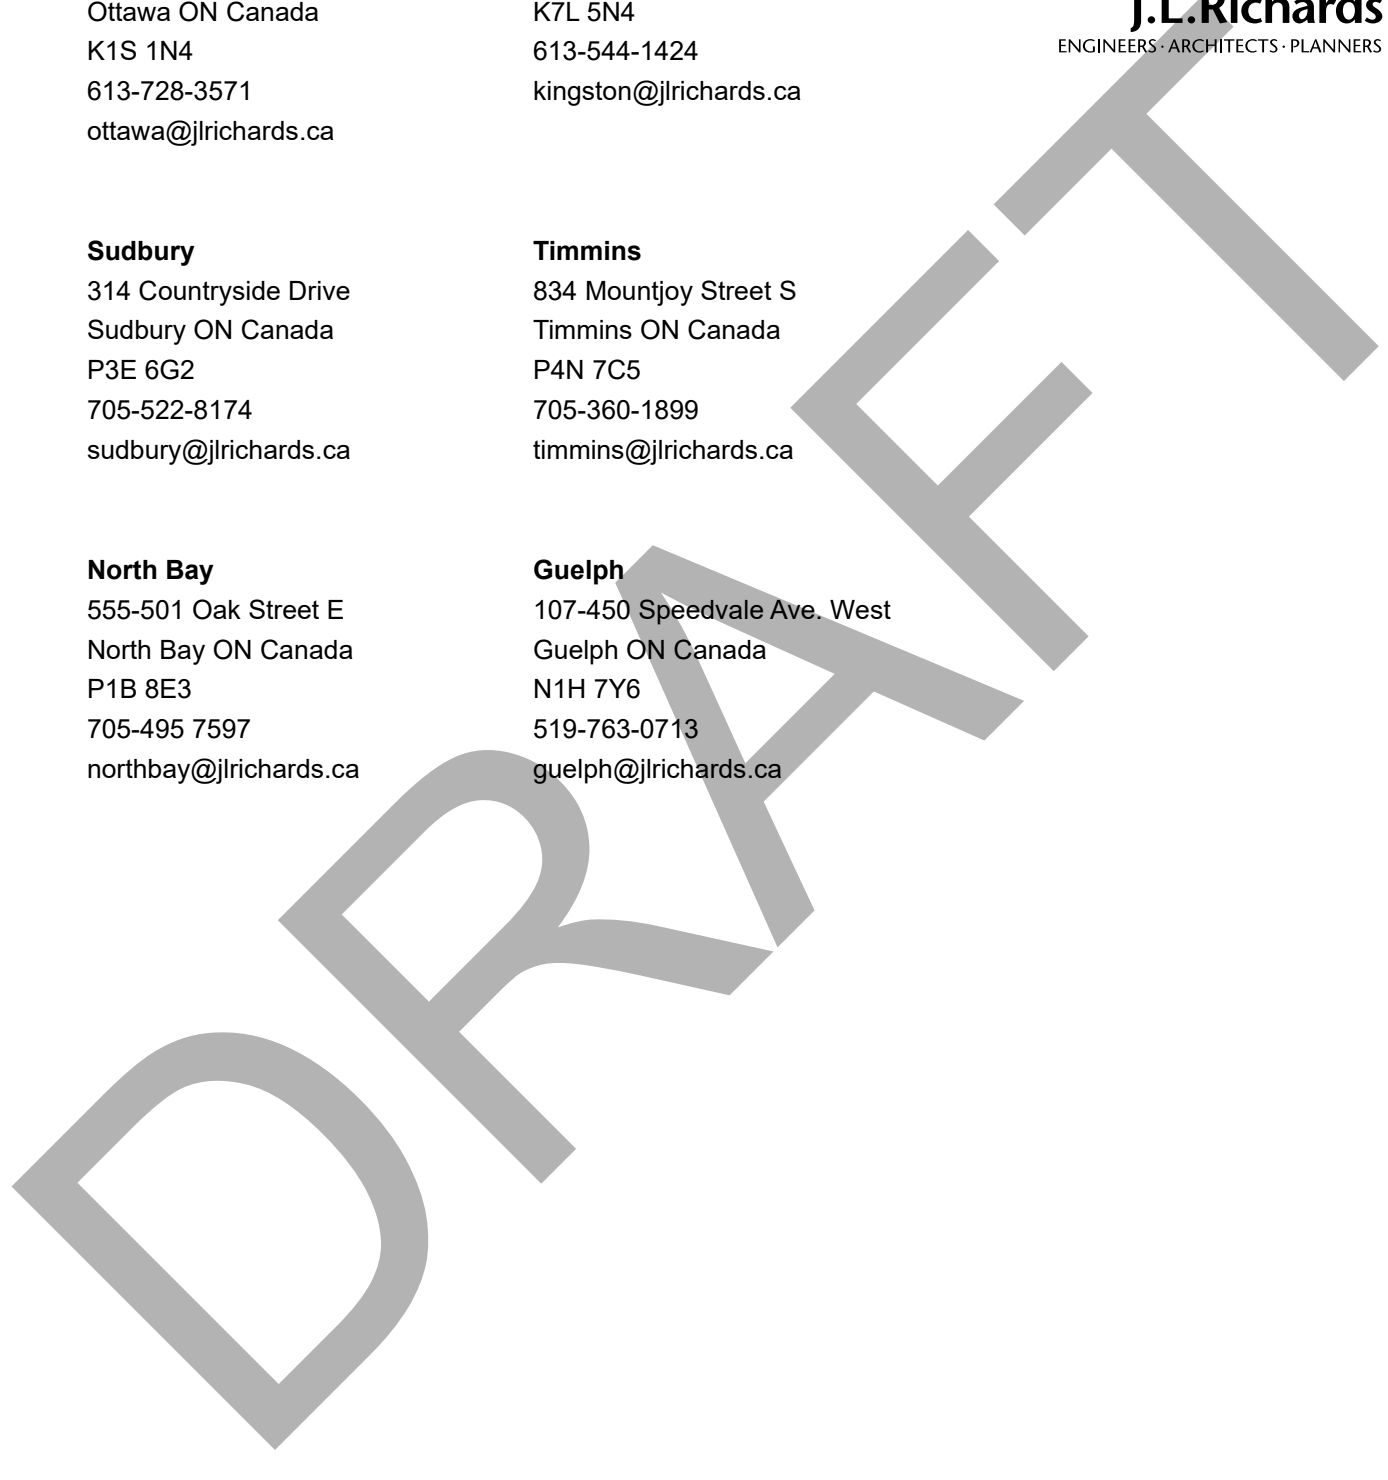 Ottawa ON Canada
K1S 1N4
613-728-3571
ottawa@jlrichards.ca
K7L 5N4
613-544-1424
kingston@jlrichards.ca
J.L.Richards
ENGINEERS · ARCHITECTS · PLANNERS
Sudbury
314 Countryside Drive
Sudbury ON Canada
P3E 6G2
705-522-8174
sudbury@jlrichards.ca
Timmins
834 Mountjoy Street S
Timmins ON Canada
P4N 7C5
705-360-1899
timmins@jlrichards.ca
North Bay
555-501 Oak Street E
North Bay ON Canada
P1B 8E3
705-495 7597
northbay@jlrichards.ca
Guelph
107-450 Speedvale Ave. West
Guelph ON Canada
N1H 7Y6
519-763-0713
guelph@jlrichards.ca
DRAFT